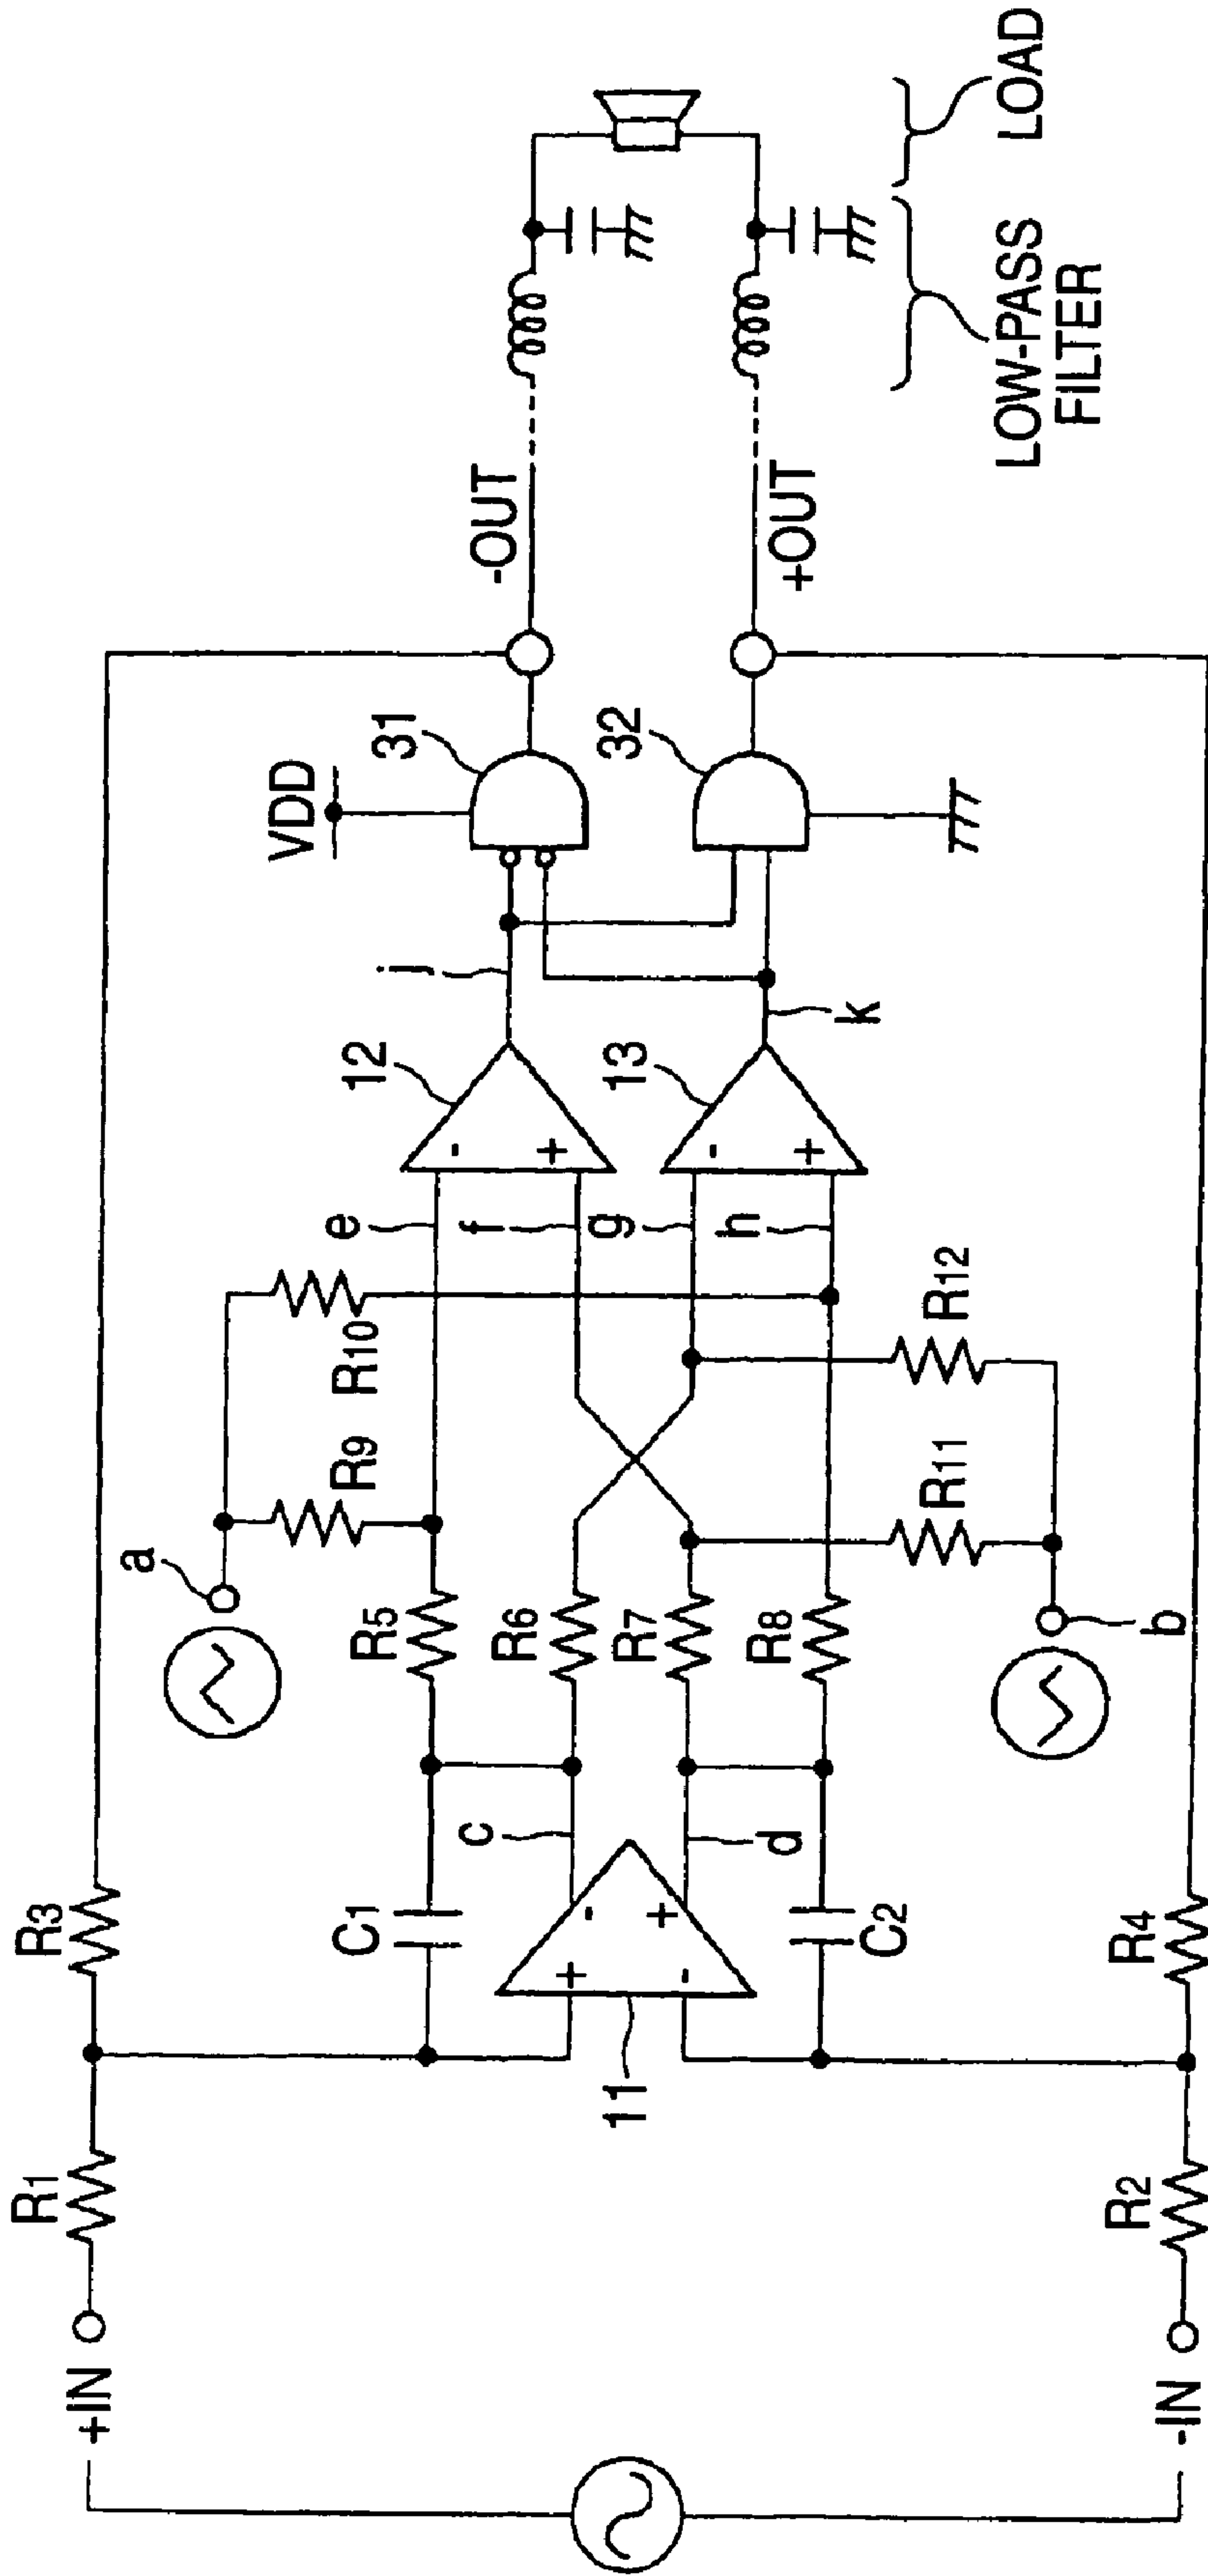 +IN
R1
R3
C1
11
c
d
C2
-IN
R2
R4
a
R9
R10
R5
R6
R7
R8
b
R11
R12
e
f
g
h
12
13
j
k
VDD
31
32
-OUT
+OUT
LOW-PASS
FILTER
LOAD
+
-
-
+
-
+
-
+